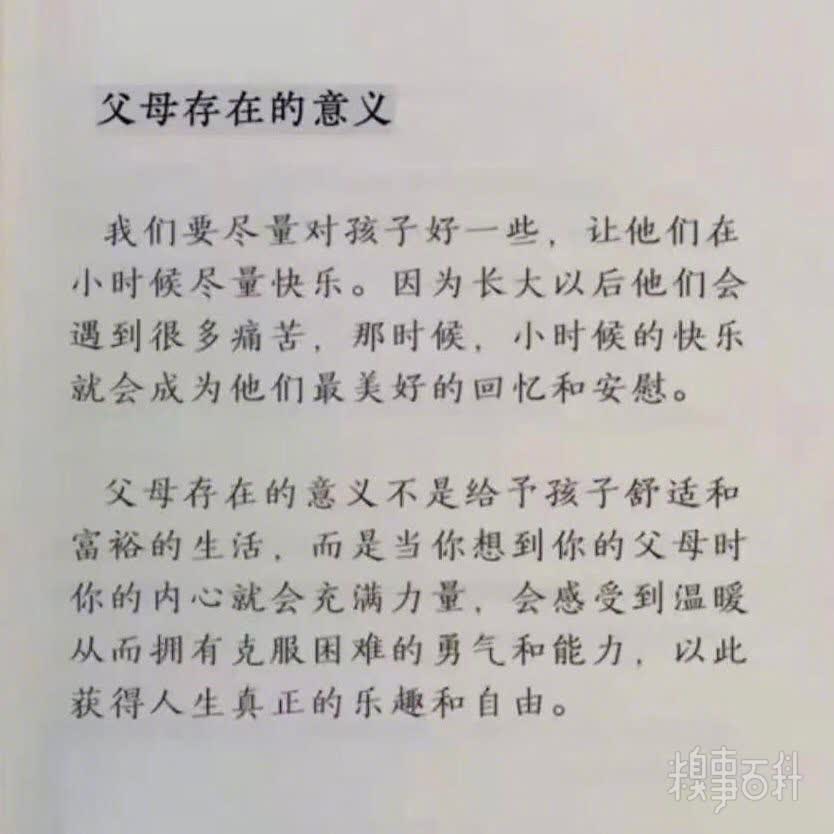 父母存在的意义
我们要尽量对孩子好一些，让他们在
小时候尽量快乐。因为长大以后他们会
遇到很多痛苦，那时候，小时候的快乐
就会成为他们最美好的回忆和安慰。
父母存在的意义不是给予孩子舒适和
富裕的生活，而是当你想到你的父母时
你的内心就会充满力量，会感受到温暖
从而拥有克服困难的勇气和能力，以此
获得人生真正的乐趣和自由。
糗事百科